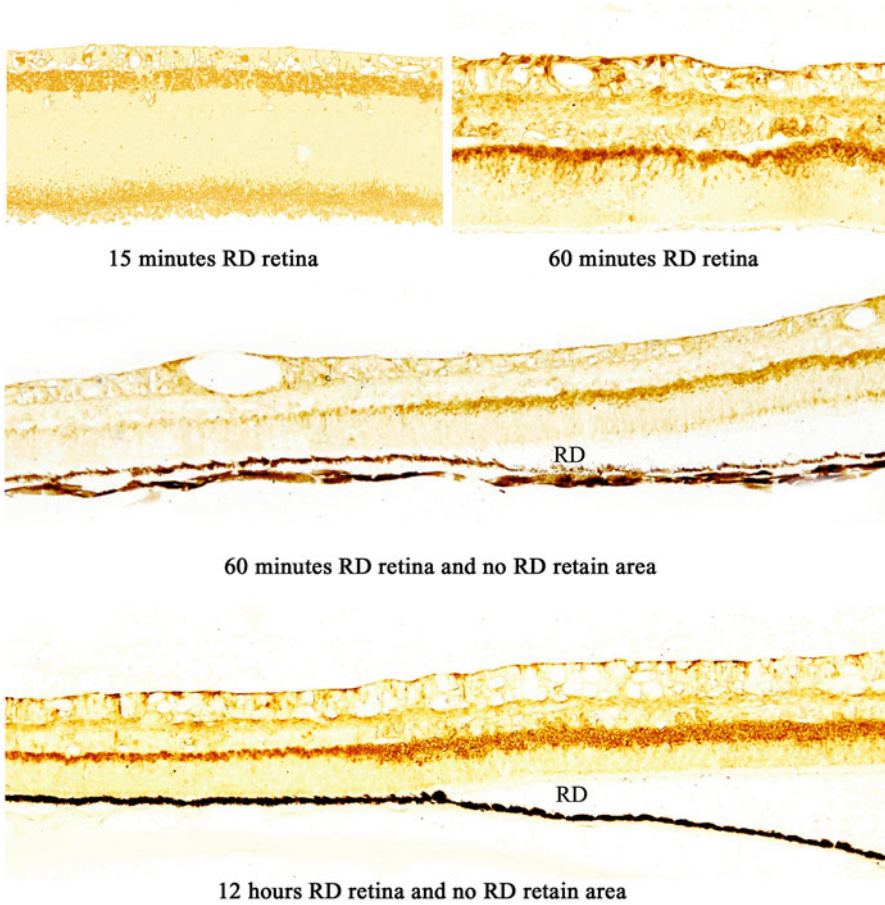 15 minutes RD retina
60 minutes RD retina
RD
60 minutes RD retina and no RD retain area
RD
12 hours RD retina and no RD retain area